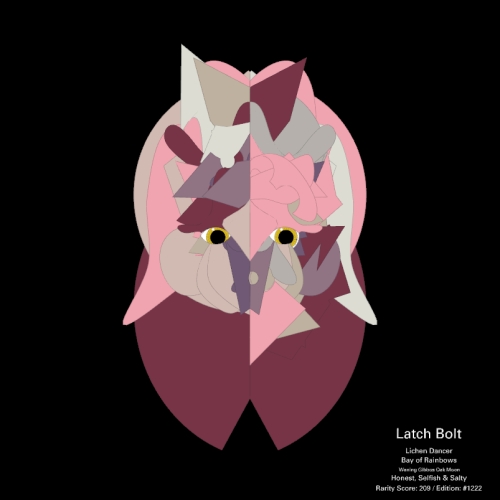 Latch Bolt
Lichen Dancer
Bay of Rainbows
Waning Gibbous Oak Moon
Honest, Selfish & Salty
Rarity Score: 209 / Edition: #1222